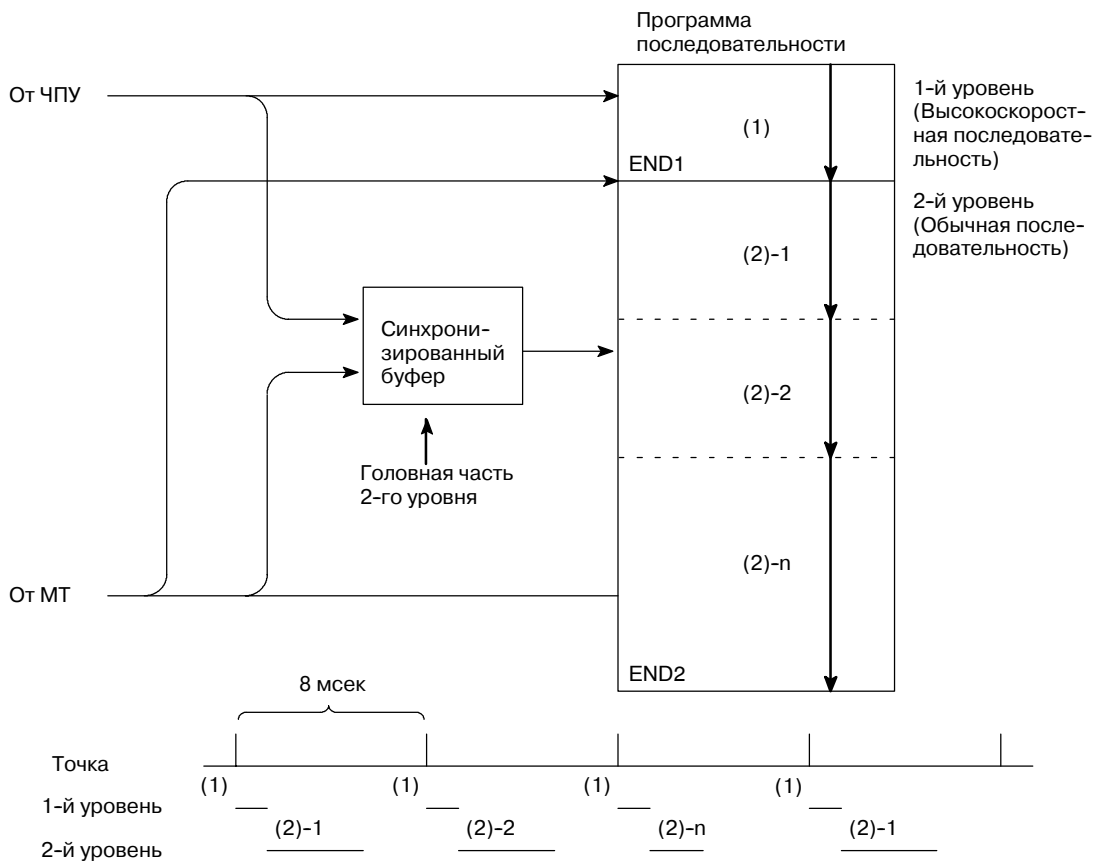 Программа
последовательности
От ЧПУ
1-й уровень
(Высокоскорост-
ная последовате-
льность)
(1)
END1
2-й уровень
(Обычная после-
довательность)
(2)-1
Синхрони-
зированный
буфер
(2)-2
Головная часть
2-го уровня
(2)-n
От МТ
END2
8 мсек
Точка
(1) (1) (1) (1)
1-й уровень
(2)-1 (2)-2 (2)-n (2)-1
2-й уровень